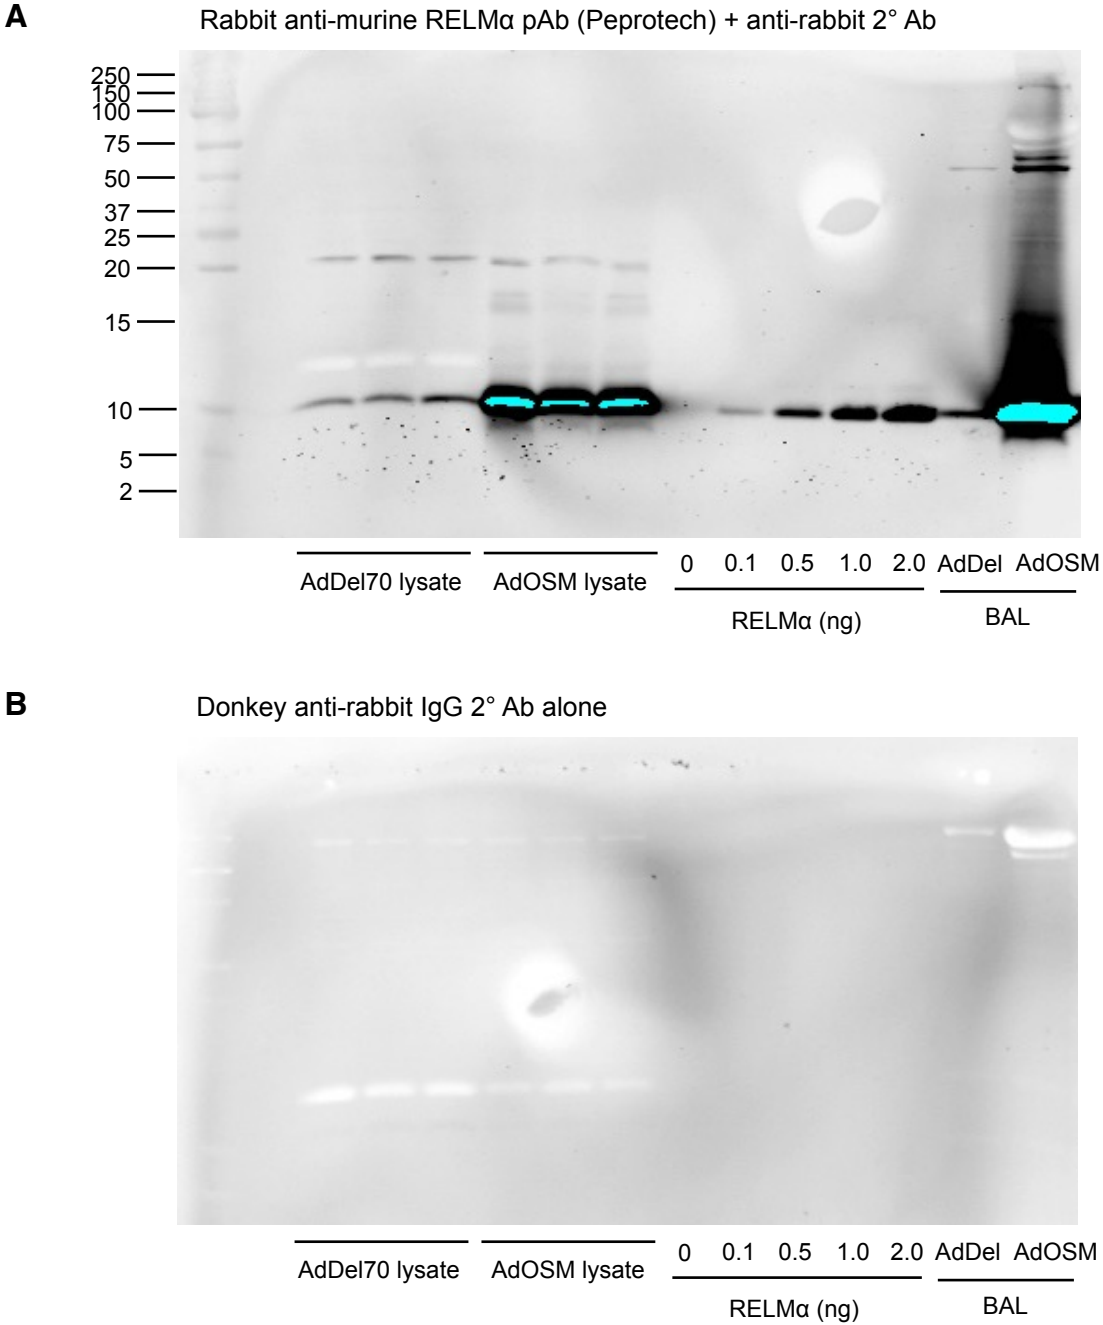 A
Rabbit anti-murine RELMα pAb (Peprotech) + anti-rabbit 2° Ab
250
150
100
75
50
37
25
20
15
10
5
2
AdDel70 lysate
AdOSM lysate
0 0.1 0.5 1.0 2.0
RELMα (ng)
AdDel AdOSM
BAL
B
Donkey anti-rabbit IgG 2° Ab alone
AdDel70 lysate
AdOSM lysate
0 0.1 0.5 1.0 2.0
RELMα (ng)
AdDel AdOSM
BAL